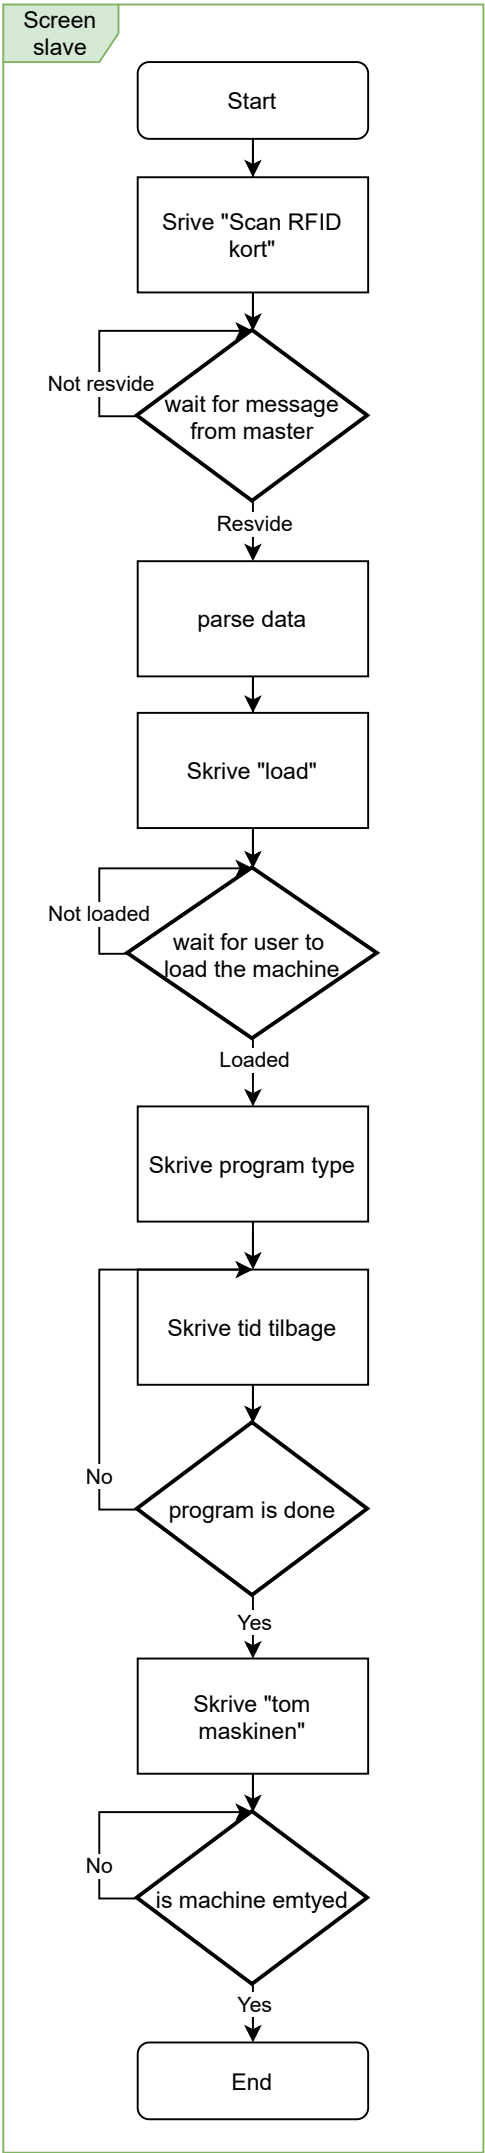 Screen
slave
Start
Srive "Scan RFID
kort"
Not resvide
wait for message
from master
Resvide
parse data
Skrive "load"
Not loaded
wait for user to
load the machine
Loaded
Skrive program type
Skrive tid tilbage
No
program is done
Yes
Skrive "tom
maskinen"
No
is machine emtyed
Yes
End